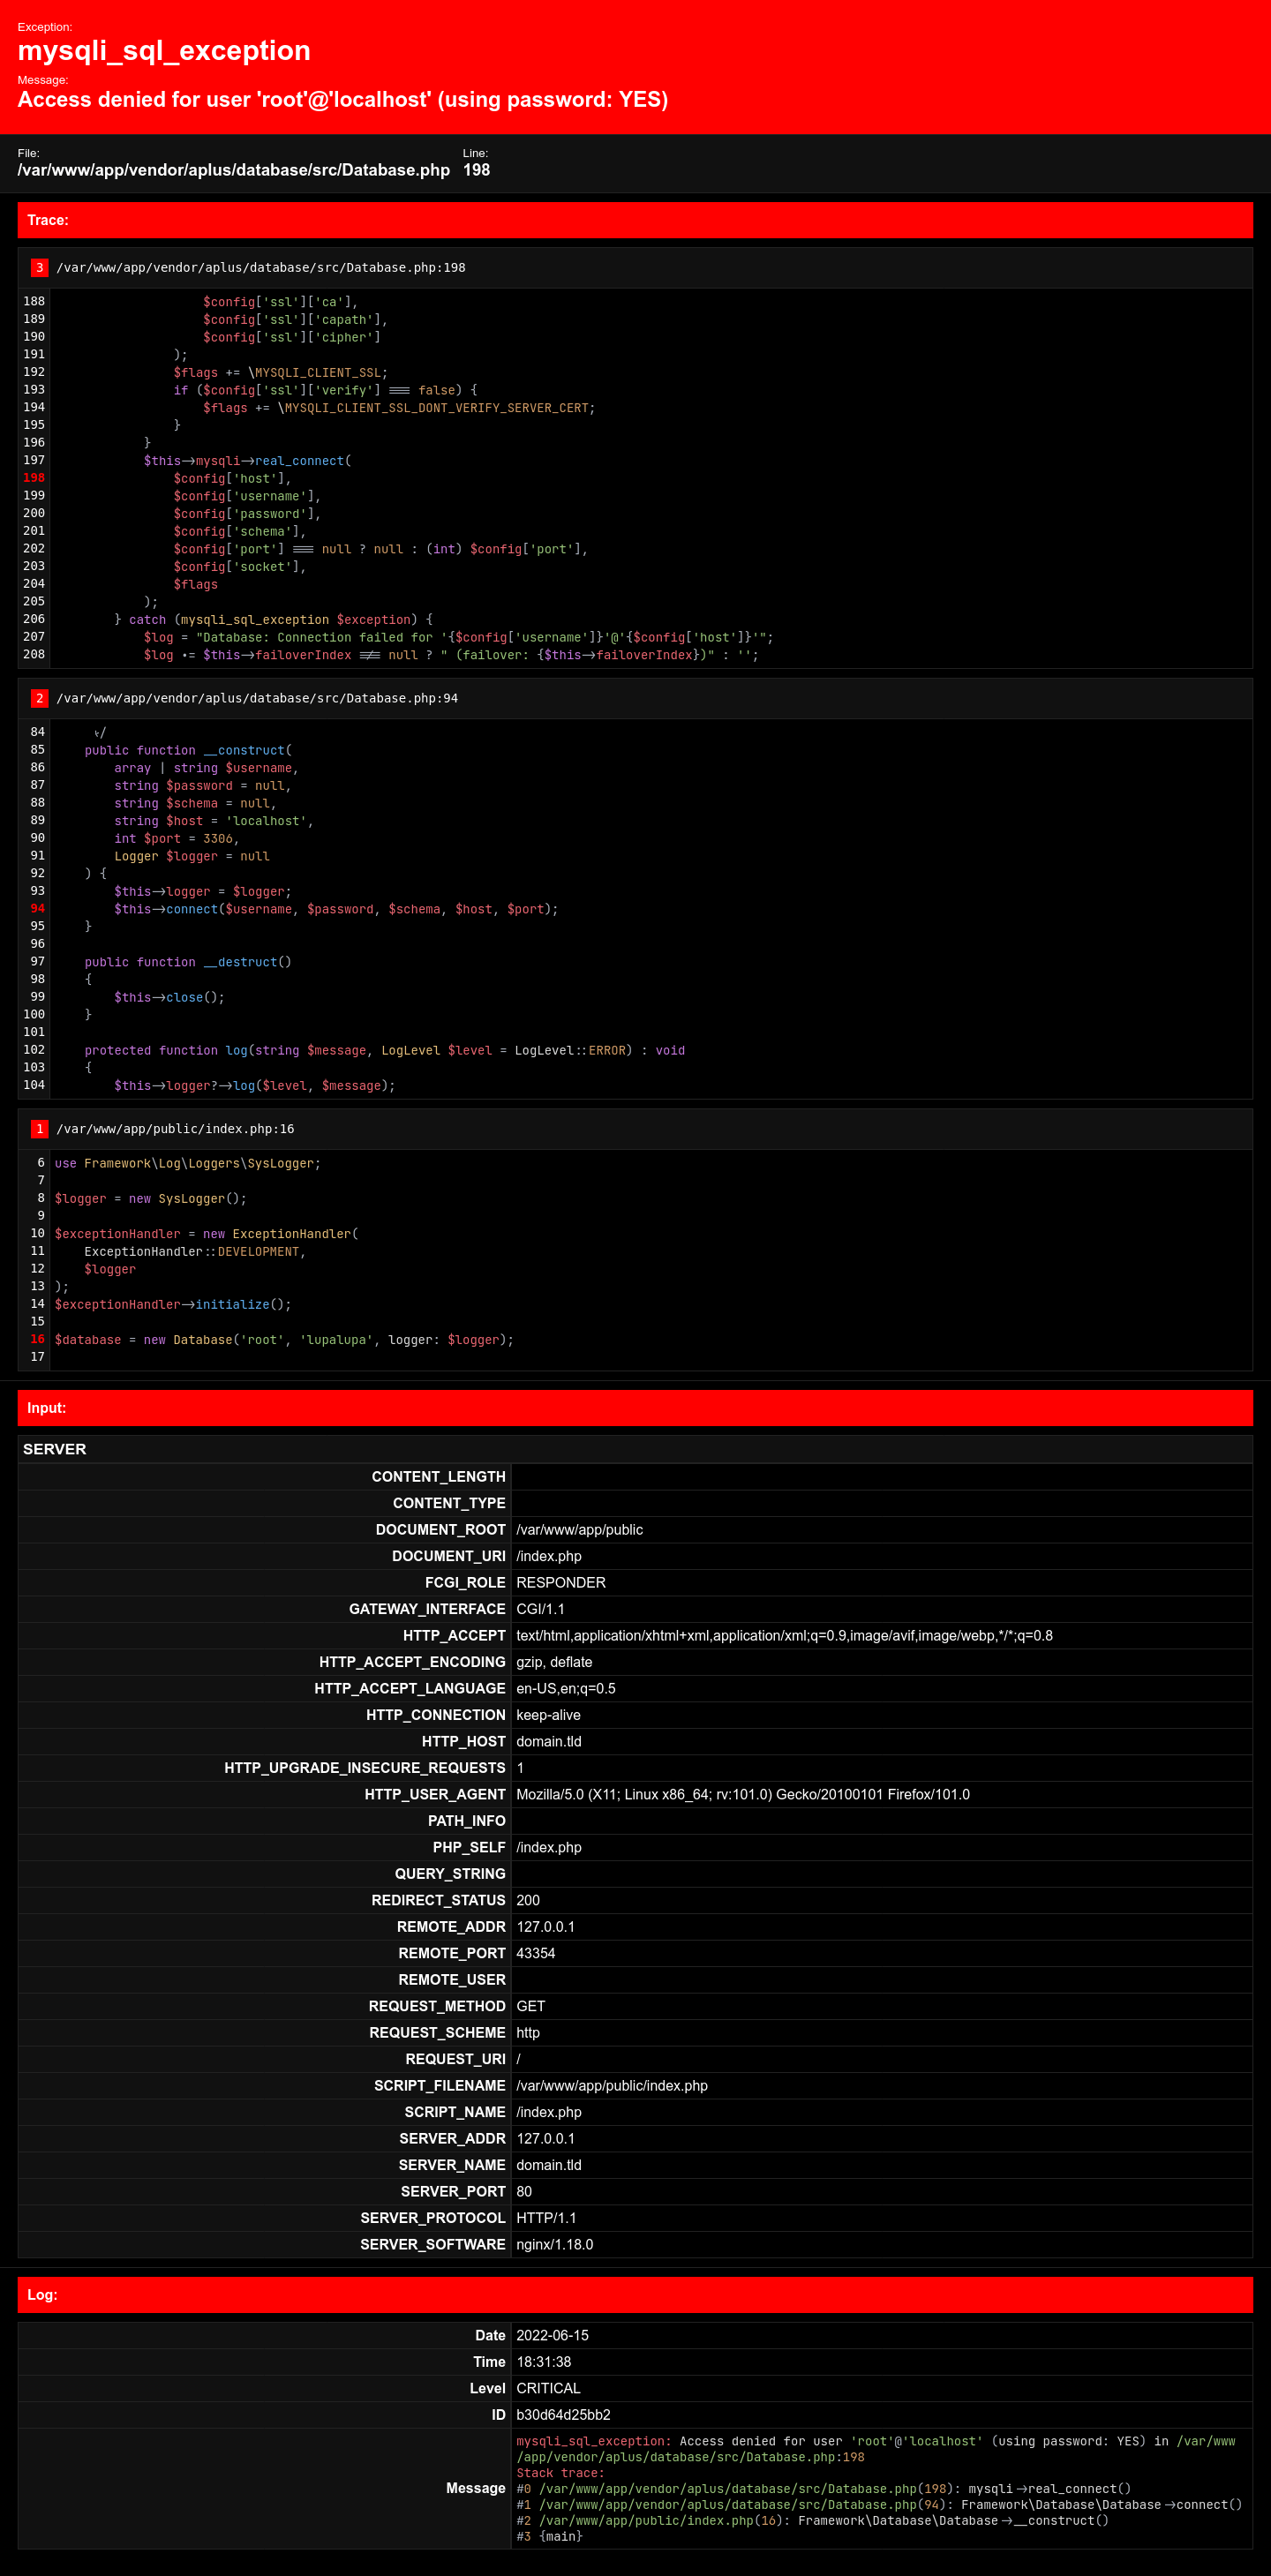 Exception:
mysqli_sql_exception
Message:
Access denied for user 'root'@'localhost' (using password: YES)
File:
/var/www/app/vendor/aplus/database/src/Database.php
Line:
198
Trace:
3 /var/www/app/vendor/aplus/database/src/Database.php:198
188 $config['ssl']['ca'],
189 $config['ssl']['capath'],
190 $config['ssl']['cipher']
191 );
192 $flags += \MYSQLI_CLIENT_SSL;
193 if ($config['ssl']['verify'] === false) {
194 $flags += \MYSQLI_CLIENT_SSL_DONT_VERIFY_SERVER_CERT;
195 }
196 }
197 $this->mysqli->real_connect(
198 $config['host'],
199 $config['username'],
200 $config['password'],
201 $config['schema'],
202 $config['port'] === null ? null : (int) $config['port'],
203 $config['socket'],
204 $flags
205 );
206 } catch (mysqli_sql_exception $exception) {
207 $log = "Database: Connection failed for '{$config['username']}'@'{$config['host']}'";
208 $log .= $this->failoverIndex !== null ? " (failover: {$this->failoverIndex})" : '';
2 /var/www/app/vendor/aplus/database/src/Database.php:94
84 */
85 public function __construct(
86 array | string $username,
87 string $password = null,
88 string $schema = null,
89 string $host = 'localhost',
90 int $port = 3306,
91 Logger $logger = null
92 ) {
93 $this->logger = $logger;
94 $this->connect($username, $password, $schema, $host, $port);
95 }
96
97 public function __destruct()
98 {
99 $this->close();
100 }
101
102 protected function log(string $message, LogLevel $level = LogLevel::ERROR) : void
103 {
104 $this->logger?->log($level, $message);
1 /var/www/app/public/index.php:16
6 use Framework\Log\Loggers\SysLogger;
7
8 $logger = new SysLogger();
9
10 $exceptionHandler = new ExceptionHandler(
11 ExceptionHandler::DEVELOPMENT,
12 $logger
13 );
14 $exceptionHandler->initialize();
15
16 $database = new Database('root', 'lupalupa', logger: $logger);
17
Input:
SERVER
CONTENT_LENGTH
CONTENT_TYPE
DOCUMENT_ROOT /var/www/app/public
DOCUMENT_URI /index.php
FCGI_ROLE RESPONDER
GATEWAY_INTERFACE CGI/1.1
HTTP_ACCEPT text/html,application/xhtml+xml,application/xml;q=0.9,image/avif,image/webp,*/*;q=0.8
HTTP_ACCEPT_ENCODING gzip, deflate
HTTP_ACCEPT_LANGUAGE en-US,en;q=0.5
HTTP_CONNECTION keep-alive
HTTP_HOST domain.tld
HTTP_UPGRADE_INSECURE_REQUESTS 1
HTTP_USER_AGENT Mozilla/5.0 (X11; Linux x86_64; rv:101.0) Gecko/20100101 Firefox/101.0
PATH_INFO
PHP_SELF /index.php
QUERY_STRING
REDIRECT_STATUS 200
REMOTE_ADDR 127.0.0.1
REMOTE_PORT 43354
REMOTE_USER
REQUEST_METHOD GET
REQUEST_SCHEME http
REQUEST_URI /
SCRIPT_FILENAME /var/www/app/public/index.php
SCRIPT_NAME /index.php
SERVER_ADDR 127.0.0.1
SERVER_NAME domain.tld
SERVER_PORT 80
SERVER_PROTOCOL HTTP/1.1
SERVER_SOFTWARE nginx/1.18.0
Log:
Date 2022-06-15
Time 18:31:38
Level CRITICAL
ID b30d64d25bb2
Message
mysqli_sql_exception: Access denied for user 'root'@'localhost' (using password: YES) in /var/www
/app/vendor/aplus/database/src/Database.php:198
Stack trace:
#0 /var/www/app/vendor/aplus/database/src/Database.php(198): mysqli->real_connect()
#1 /var/www/app/vendor/aplus/database/src/Database.php(94): Framework\Database\Database->connect()
#2 /var/www/app/public/index.php(16): Framework\Database\Database->__construct()
#3 {main}